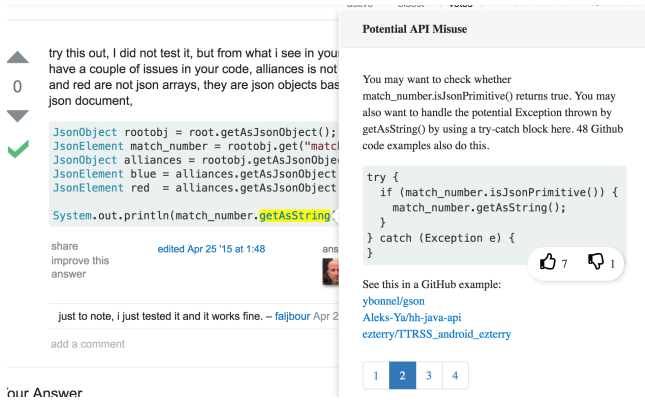 try this out, I did not test it, but from what i see in your
have a couple of issues in your code, alliances is not
and red are not json arrays, they are json objects bas
json document,
0
JsonObject rootobj = root.getAsJsonObject();
JsonElement match_number = rootobj.get("matc
JsonObject alliances = rootobj.getAsJsonObje
JsonElement blue = alliances.getAsJsonObject
JsonElement red  = alliances.getAsJsonObject
System.out.println(match_number.getAsString(
share
improve this
answer
edited Apr 25 '15 at 1:48
ans
just to note, i just tested it and it works fine. – faljbour Apr 2
add a comment
Your Answer
votes
Potential API Misuse
You may want to check whether
match_number.isJsonPrimitive() returns true. You may
also want to handle the potential Exception thrown by
getAsString() by using a try-catch block here. 48 Github
code examples also do this.
try {
  if (match_number.isJsonPrimitive()) {
    match_number.getAsString();
  }
} catch (Exception e) {
}
7
1
See this in a GitHub example:
ybonnel/gson
Aleks-Ya/hh-java-api
ezterry/TTRSS_android_ezterry
1 2 3 4